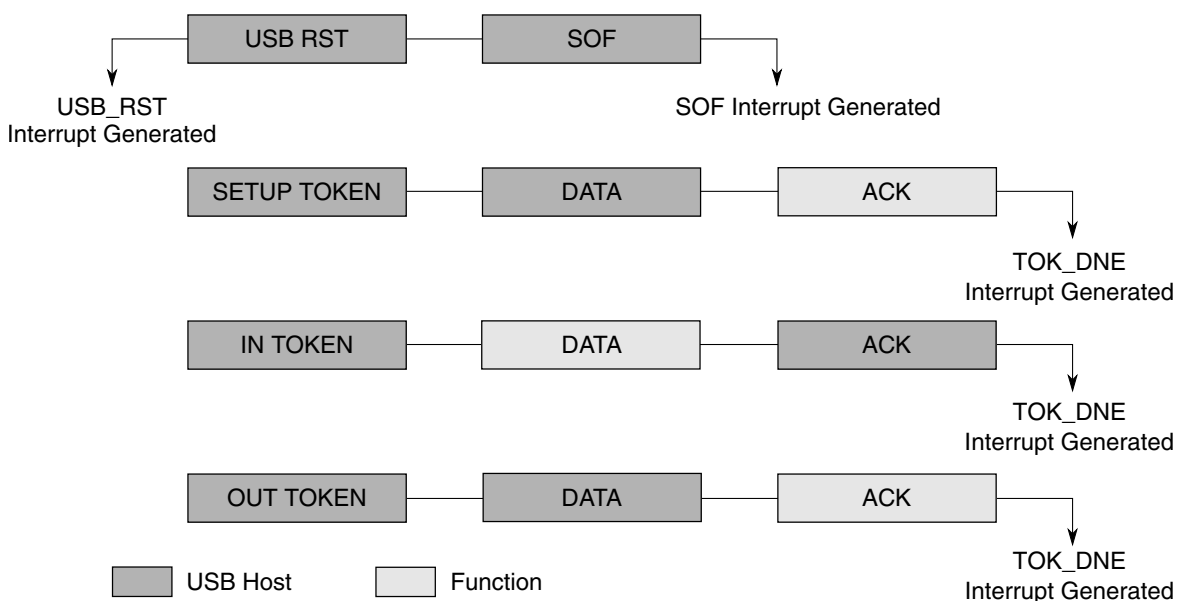 USB RST
SOF
USB_RST
Interrupt Generated
SOF Interrupt Generated
SETUP TOKEN
DATA
ACK
TOK_DNE
Interrupt Generated
IN TOKEN
DATA
ACK
TOK_DNE
Interrupt Generated
OUT TOKEN
DATA
ACK
TOK_DNE
Interrupt Generated
USB Host
Function